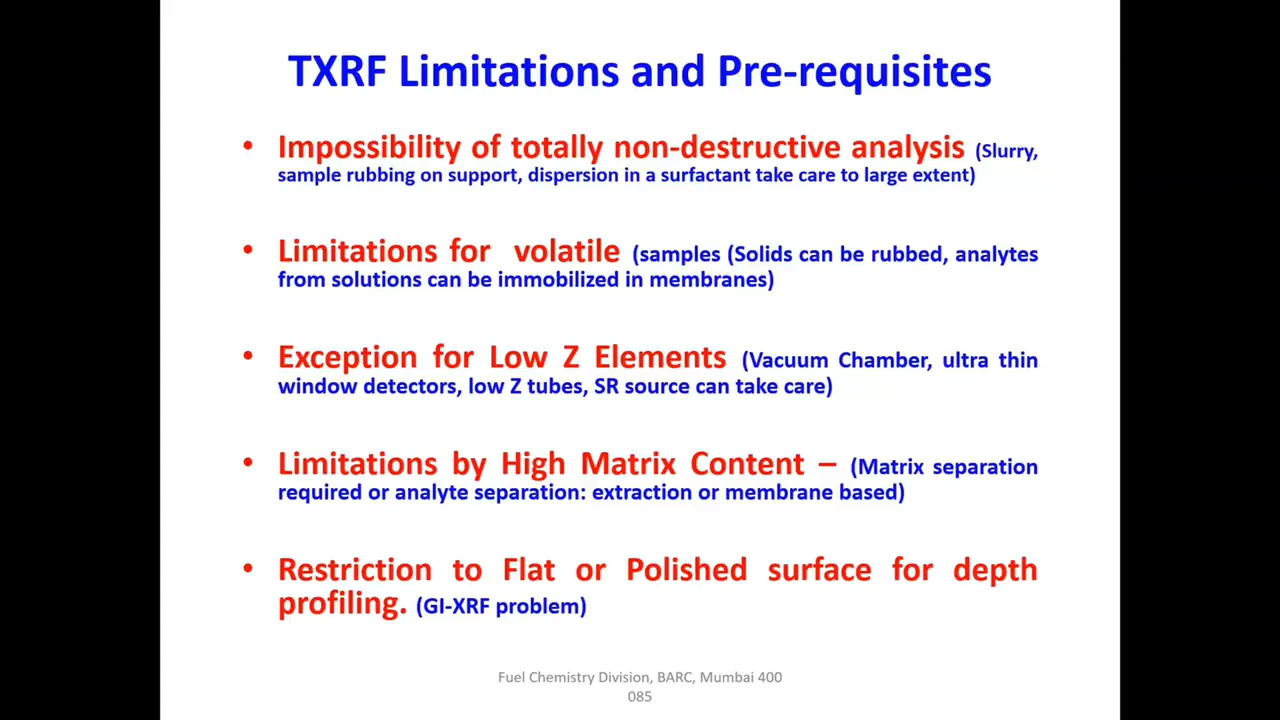 TXRF Limitations and Pre-requisites
• Impossibility of totally non-destructive analysis (Slurry,
sample rubbing on support, dispersion in a surfactant take care to large extent)
• Limitations for volatile (samples (Solids can be rubbed, analytes
from solutions can be immobilized in membranes)
• Exception for Low Z Elements (Vacuum Chamber, ultra thin
window detectors, low Z tubes, SR source can take care)
• Limitations by High Matrix Content – (Matrix separation
required or analyte separation: extraction or membrane based)
• Restriction to Flat or Polished surface for depth
profiling. (GI-XRF problem)
Fuel Chemistry Division, BARC, Mumbai 400
085